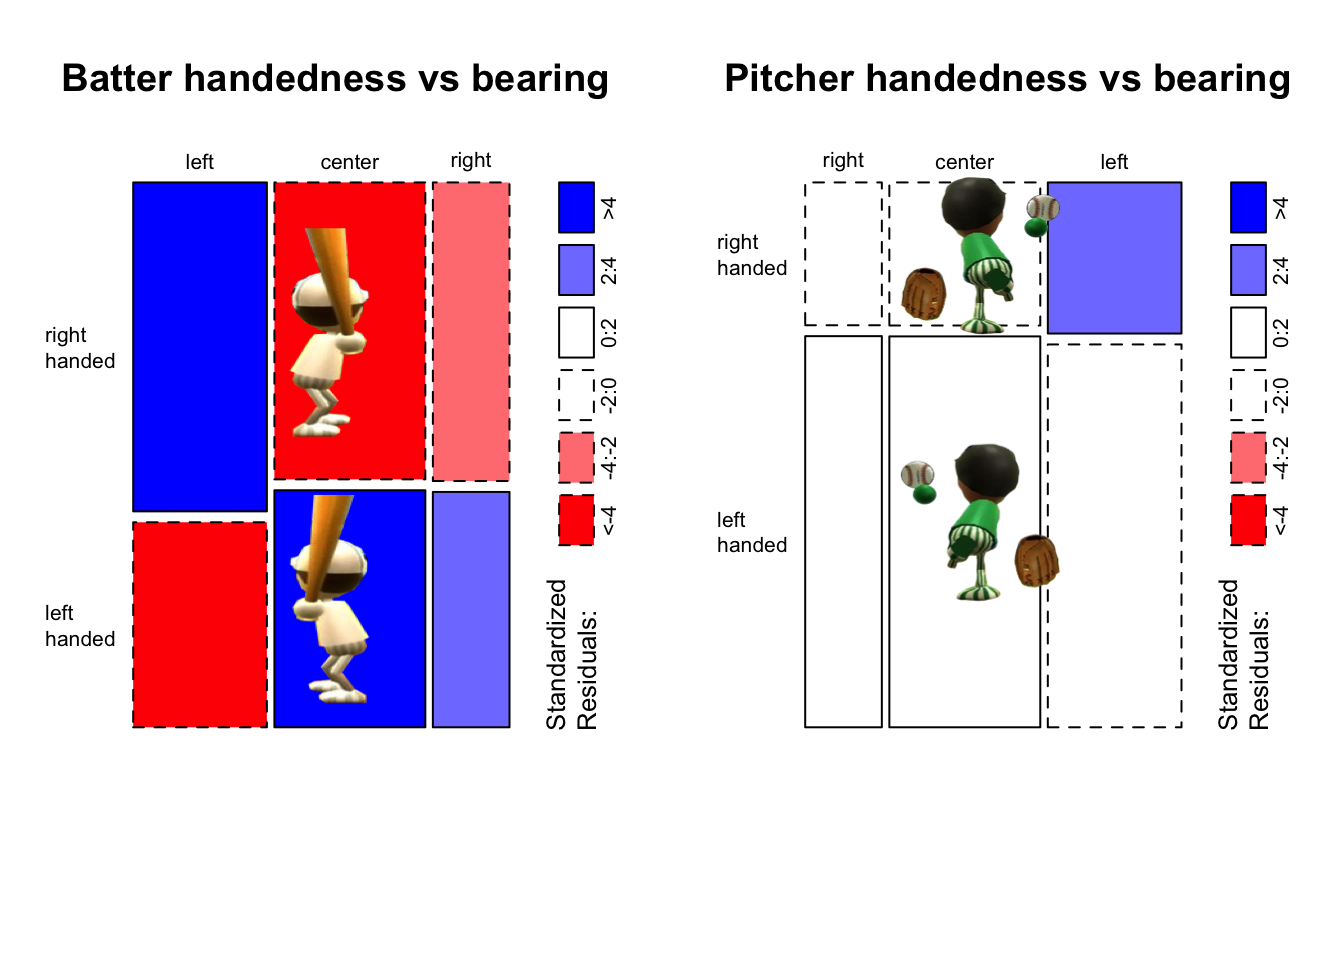 Batter handedness vs bearing
left center right
right
handed
left
handed
>4
2:4
0:2
-2:0
-4:-2
<-4
Standardized
Residuals:
Pitcher handedness vs bearing
right center left
right
handed
left
handed
>4
2:4
0:2
-2:0
-4:-2
<-4
Standardized
Residuals: